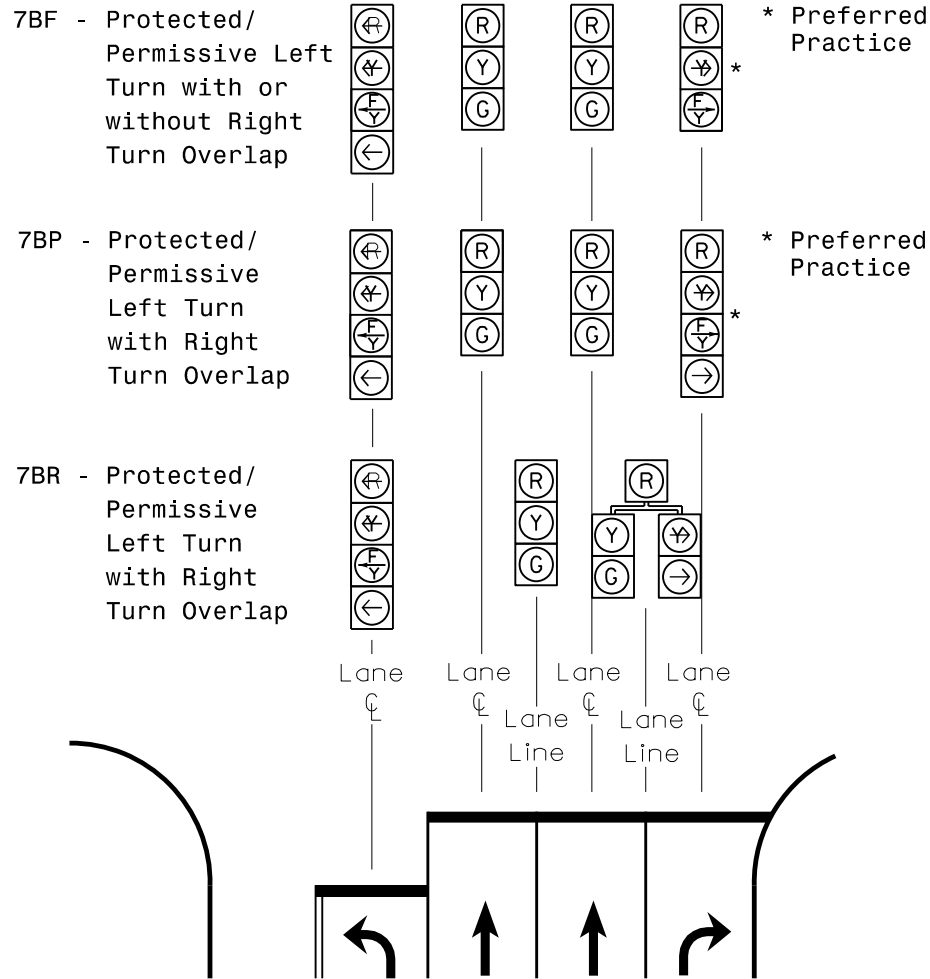 7BF - Protected/
Permissive Left
Turn with or
without Right
Turn Overlap
R R R R
Y Y Y Y *
F Y G G F Y
* Preferred
Practice
7BP - Protected/
Permissive
Left Turn
with Right
Turn Overlap
R R R R
Y Y Y Y
F Y G G F Y *
* Preferred
Practice
7BR - Protected/
Permissive
Left Turn
with Right
Turn Overlap
R R R
Y Y Y Y
F Y G G
Lane Lane Lane Lane
℄ ℄ ℄ ℄
Lane Lane
Line Line